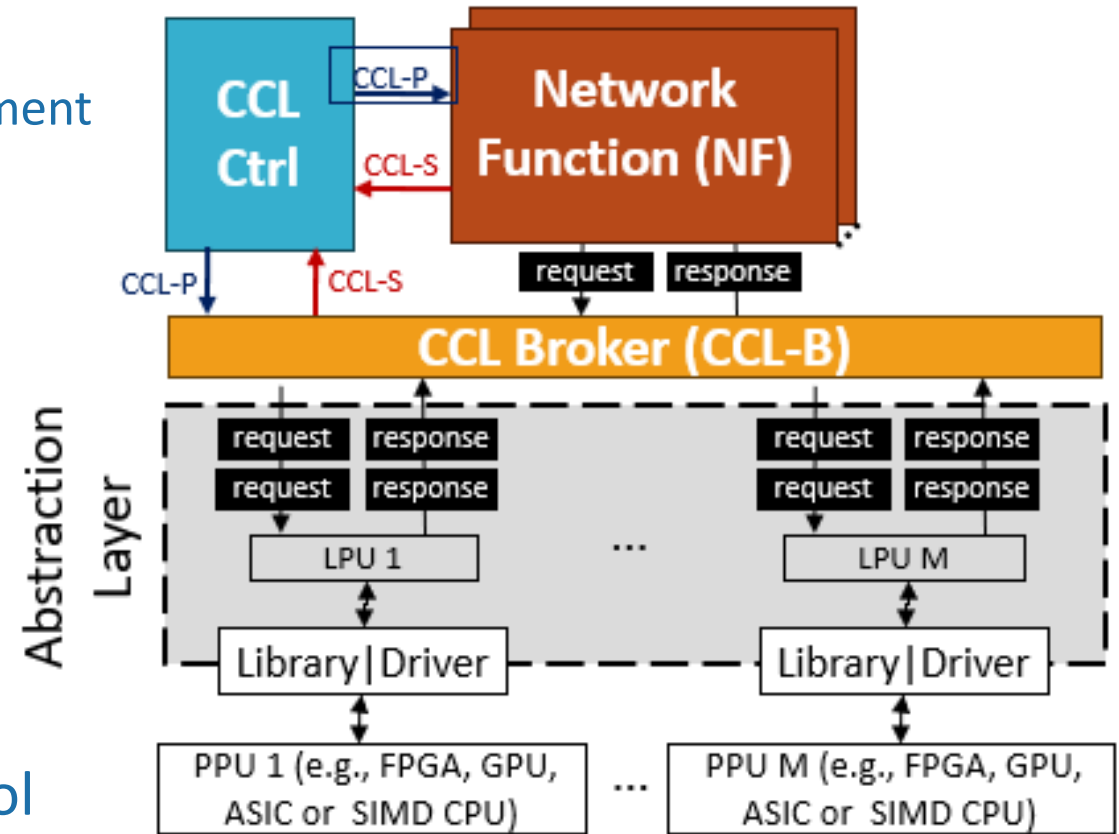 CCL
Ctrl
CCL-P
CCL-S
Network
Function (NF)
ment
CCL-P
CCL-S
request
response
CCL Broker (CCL-B)
Abstraction
Layer
request
response
request
response
request
response
request
response
LPU 1
...
LPU M
Library|Driver
Library|Driver
PPU 1 (e.g., FPGA, GPU,
ASIC or SIMD CPU)
...
PPU M (e.g., FPGA, GPU,
ASIC or SIMD CPU)
ol